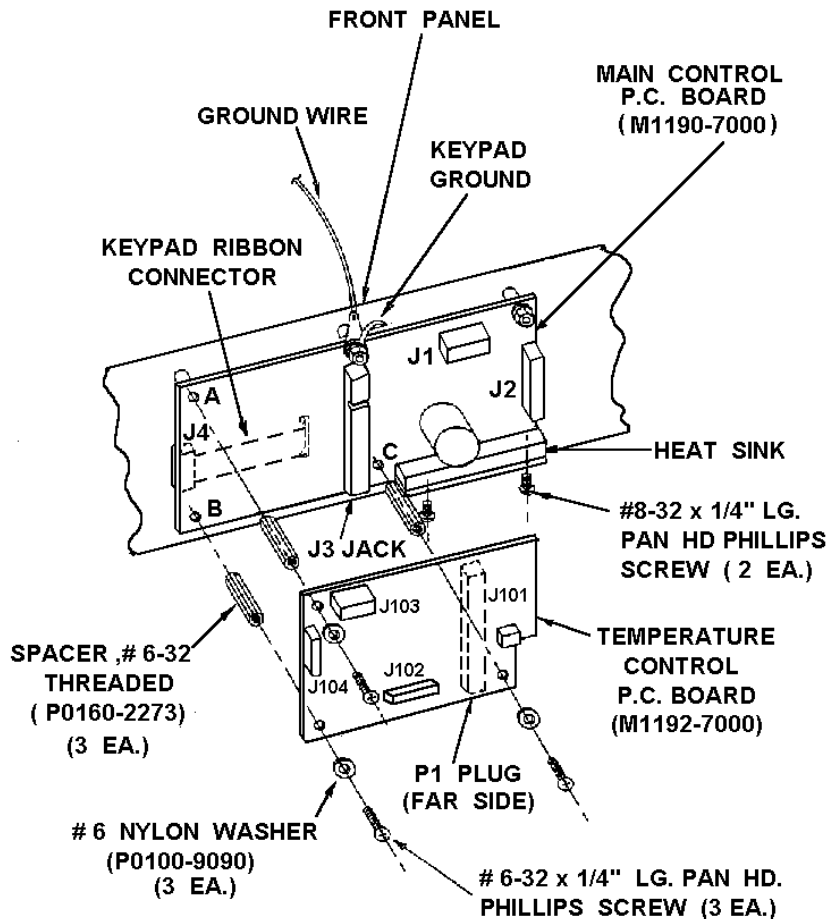 FRONT PANEL
MAIN CONTROL
P.C. BOARD
(M1190-7000)
GROUND WIRE
KEYPAD
GROUND
KEYPAD RIBBON
CONNECTOR
J1
J2
A
J4
C
HEAT SINK
B
#8-32 x 1/4" LG.
PAN HD PHILLIPS
SCREW ( 2 EA.)
J3 JACK
J101
J103
TEMPERATURE
CONTROL
P.C. BOARD
(M1192-7000)
SPACER ,# 6-32
THREADED
( P0160-2273)
(3 EA.)
J102
J104
P1 PLUG
(FAR SIDE)
# 6 NYLON WASHER
(P0100-9090)
(3 EA.)
# 6-32 x 1/4" LG. PAN HD.
PHILLIPS SCREW (3 EA.)